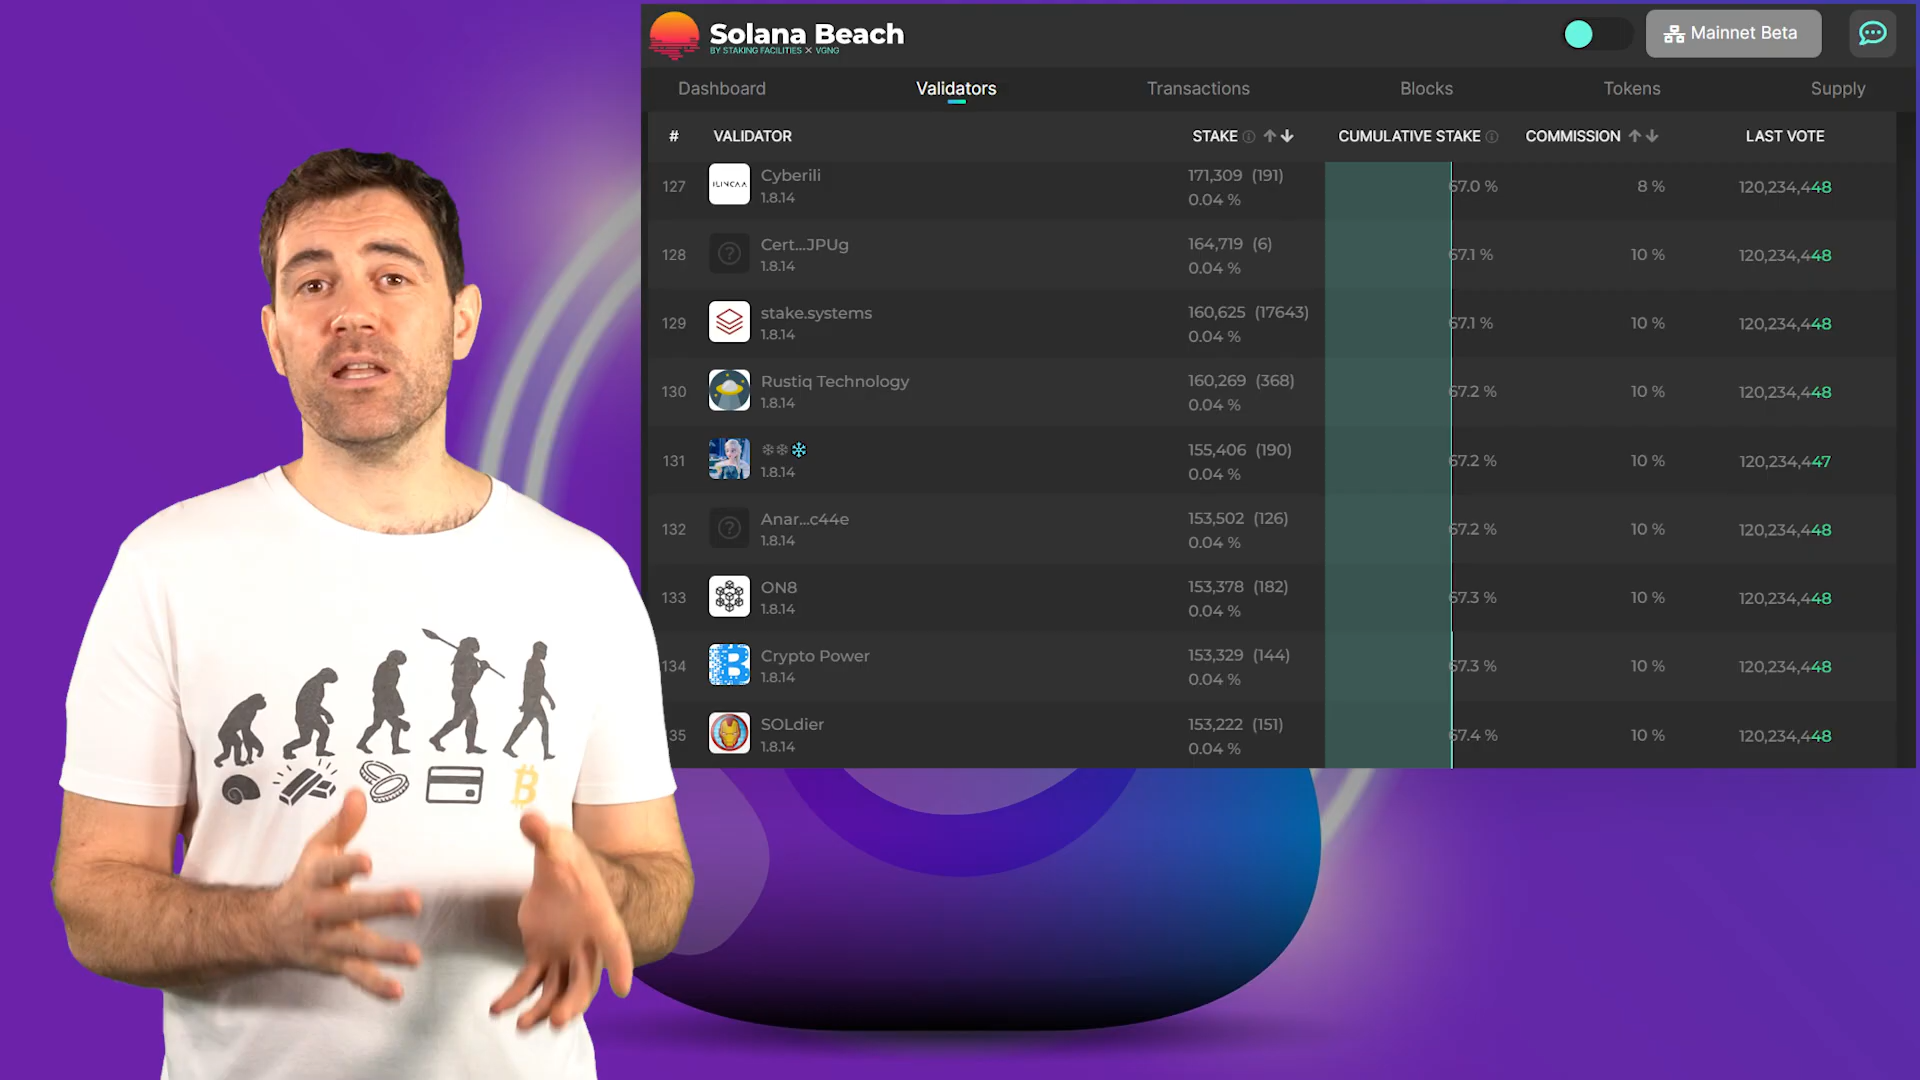 Solana Beach
BY STAKING FACILITIES × VGNG
Mainnet Beta
Dashboard Validators Transactions Blocks Tokens Supply
# VALIDATOR STAKE CUMULATIVE STAKE COMMISSION LAST VOTE
127 Cyberili 171,309 (191) 67.0 % 8 % 120,234,448
1.8.14 0.04 %
128 Cert...JPUg 164,719 (6) 67.1 % 10 % 120,234,448
1.8.14 0.04 %
129 stake.systems 160,625 (17643) 67.1 % 10 % 120,234,448
1.8.14 0.04 %
130 Rustiq Technology 160,269 (368) 67.2 % 10 % 120,234,448
1.8.14 0.04 %
131 ❄❄❄ 155,406 (190) 67.2 % 10 % 120,234,447
1.8.14 0.04 %
132 Anar...c44e 153,502 (126) 67.2 % 10 % 120,234,448
1.8.14 0.04 %
133 ON8 153,378 (182) 67.3 % 10 % 120,234,448
1.8.14 0.04 %
134 Crypto Power 153,329 (144) 67.3 % 10 % 120,234,448
1.8.14 0.04 %
35 SOLdier 153,222 (151) 67.4 % 10 % 120,234,448
1.8.14 0.04 %